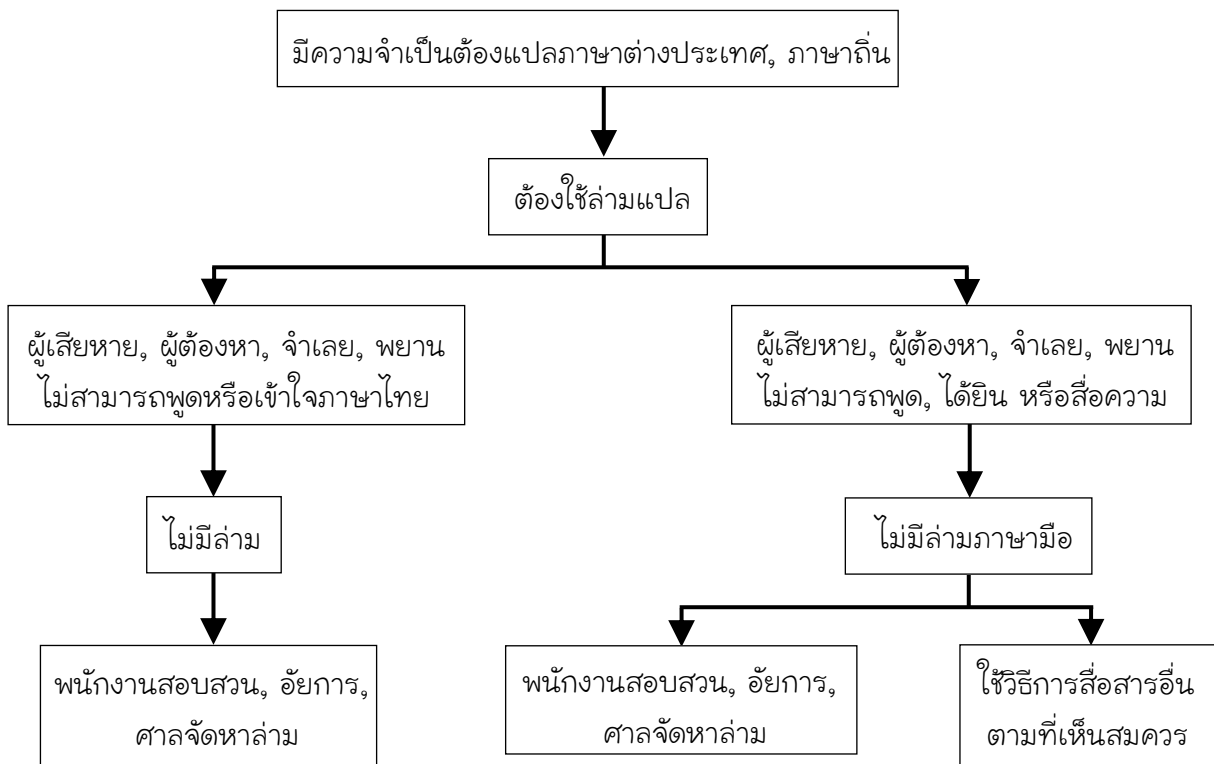 มีความจำเป็นต้องแปลภาษาต่างประเทศ, ภาษาถิ่น
ต้องใช้ล่ามแปล
ผู้เสียหาย, ผู้ต้องหา, จำเลย, พยาน
ไม่สามารถพูดหรือเข้าใจภาษาไทย
ผู้เสียหาย, ผู้ต้องหา, จำเลย, พยาน
ไม่สามารถพูด, ได้ยิน หรือสื่อความ
ไม่มีล่าม
ไม่มีล่ามภาษามือ
พนักงานสอบสวน, อัยการ,
ศาลจัดหาล่าม
พนักงานสอบสวน, อัยการ,
ศาลจัดหาล่าม
ใช้วิธีการสื่อสารอื่น
ตามที่เห็นสมควร